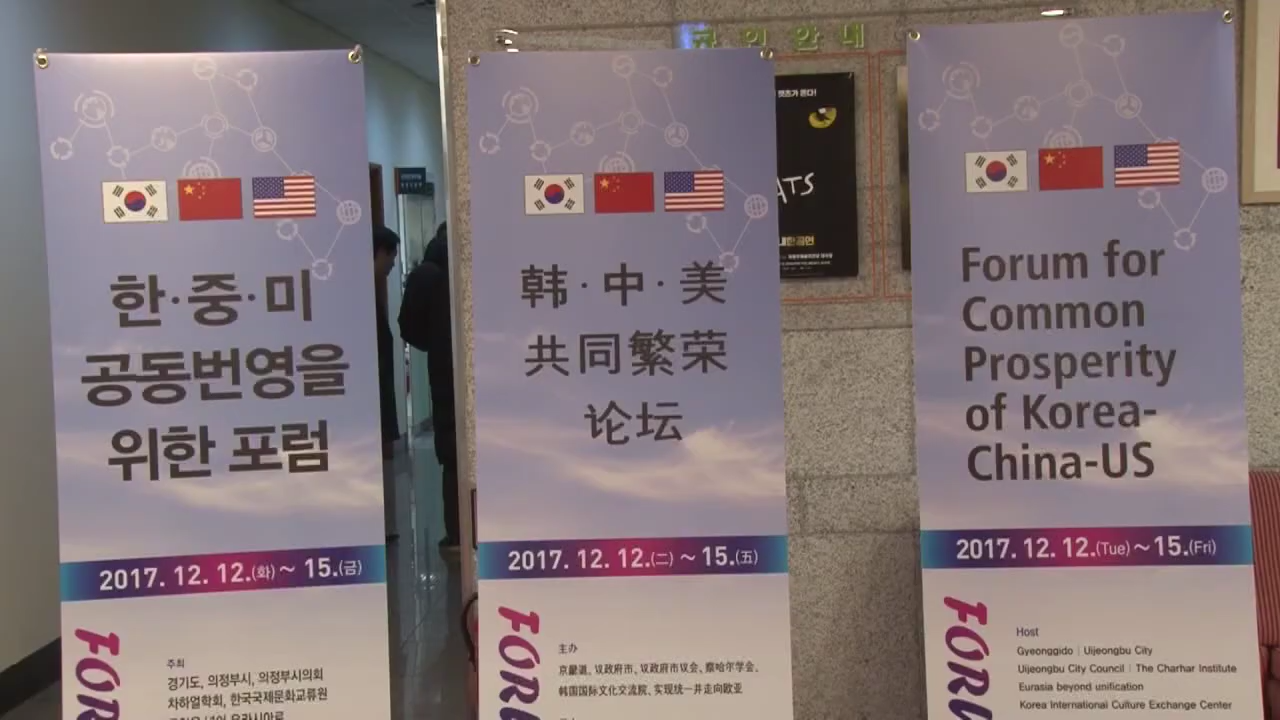 한·중·미
공동번영을
위한 포럼
2017. 12. 12.(화) ~ 15.(금)
주최
경기도, 의정부시, 의정부시의회
차하얼학회, 한국국제문화교류원
FOR
韩·中·美
共同繁荣
论坛
2017. 12. 12.(二) ~ 15.(五)
主办
京畿道、议政府市、议政府市议会、察哈尔学会、
韩国国际文化交流院、实现统一并走向欧亚
FORU
Forum for
Common
Prosperity
of Korea-
China-US
2017. 12. 12.(Tue) ~ 15.(Fri)
Host
Gyeonggido | Uijeongbu City
Uijeongbu City Council | The Charhar Institute
Eurasia beyond unification
Korea International Culture Exchange Center
FORU
안내
ATS